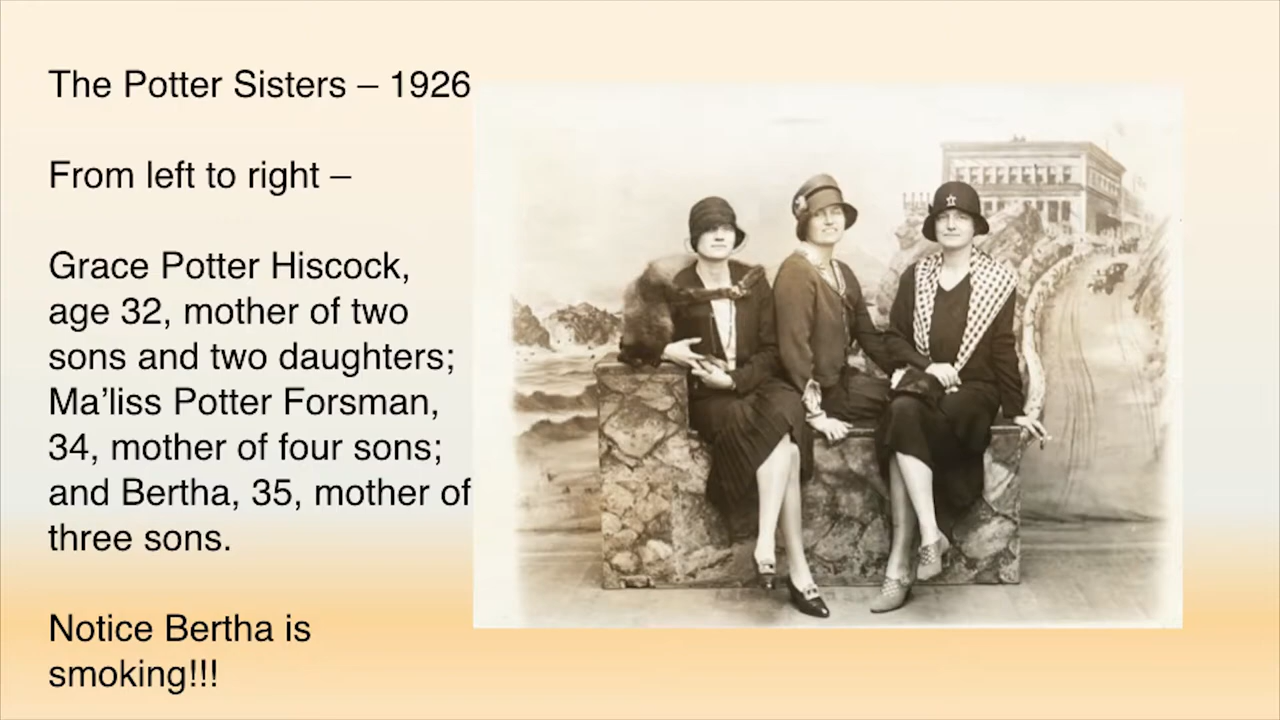 The Potter Sisters – 1926
From left to right –
Grace Potter Hiscock,
age 32, mother of two
sons and two daughters;
Ma’liss Potter Forsman,
34, mother of four sons;
and Bertha, 35, mother of
three sons.
Notice Bertha is
smoking!!!